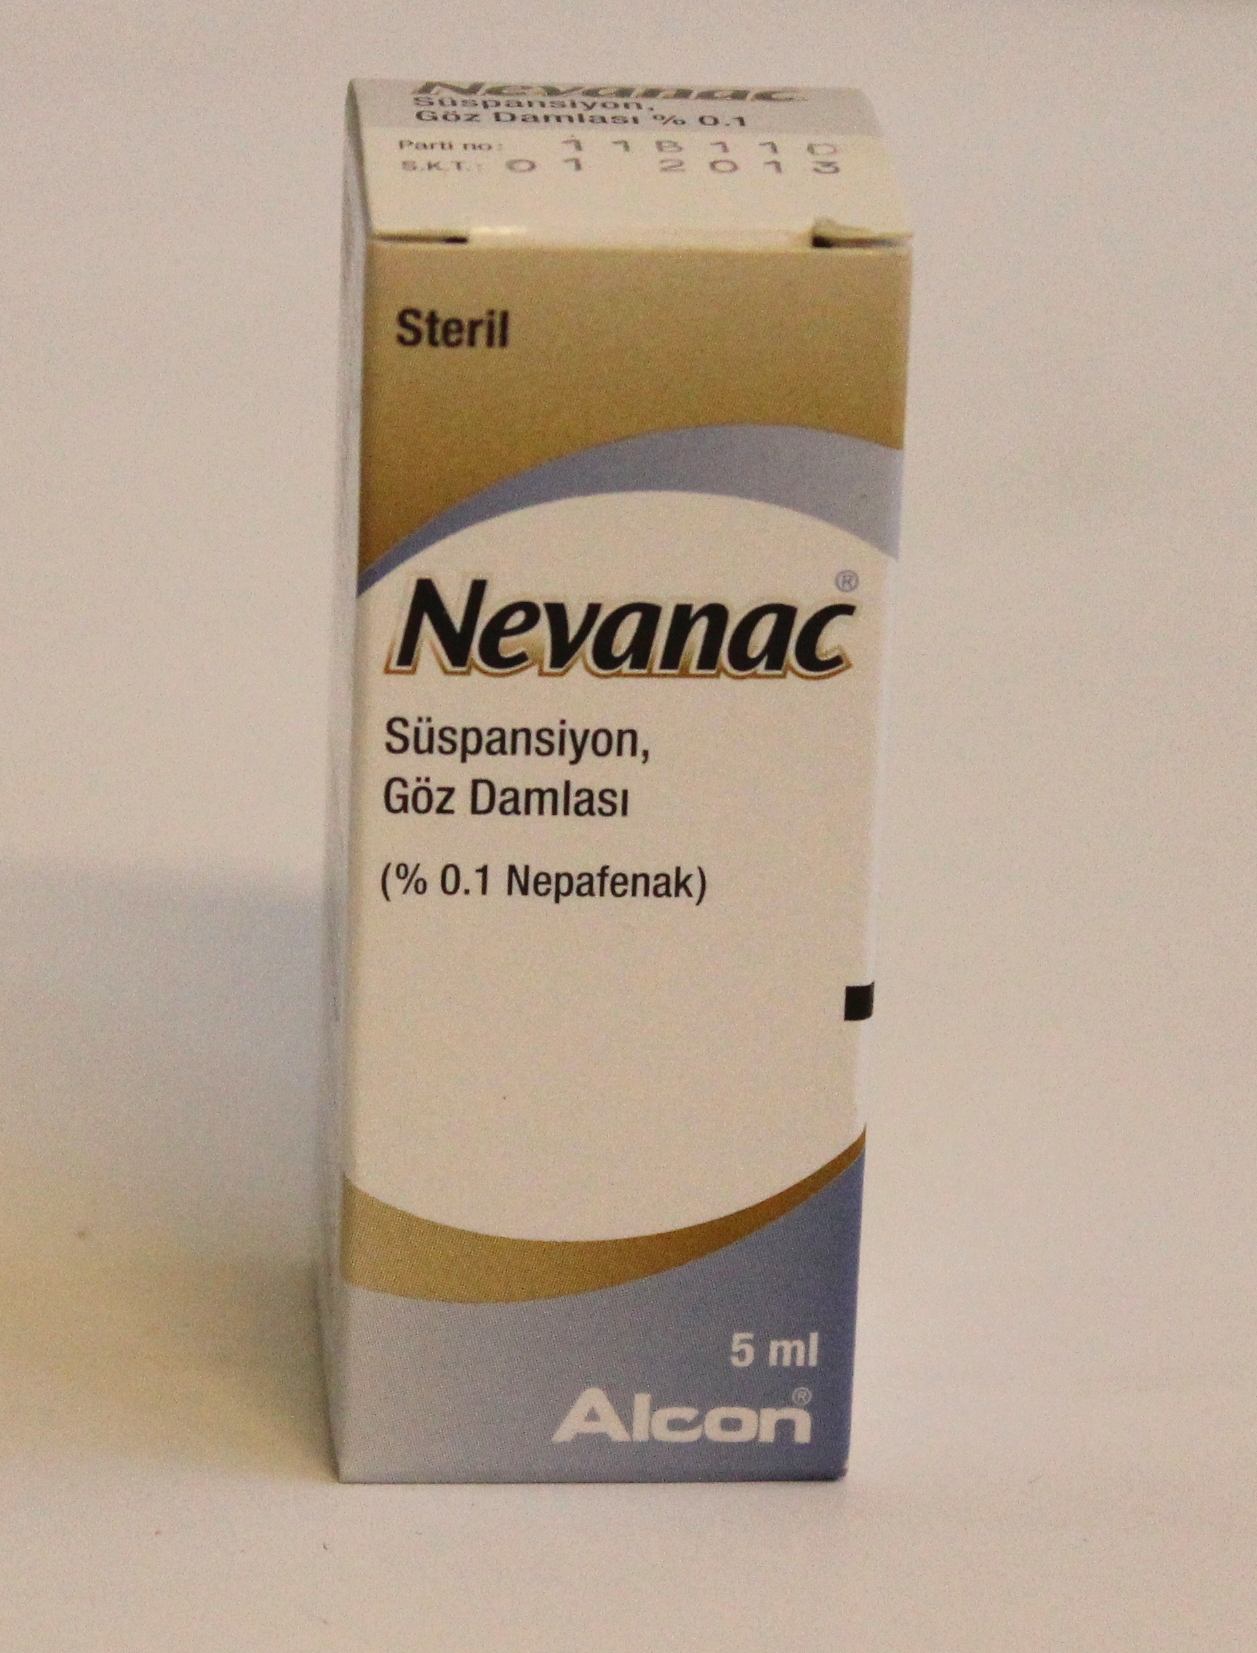 Nevanac
Süspansiyon,
Göz Damlası % 0.1
Parti no: 11B11C
S.K.T.: 01 2013
Steril
Nevanac®
Süspansiyon,
Göz Damlası
(% 0.1 Nepafenak)
5 ml
Alcon®